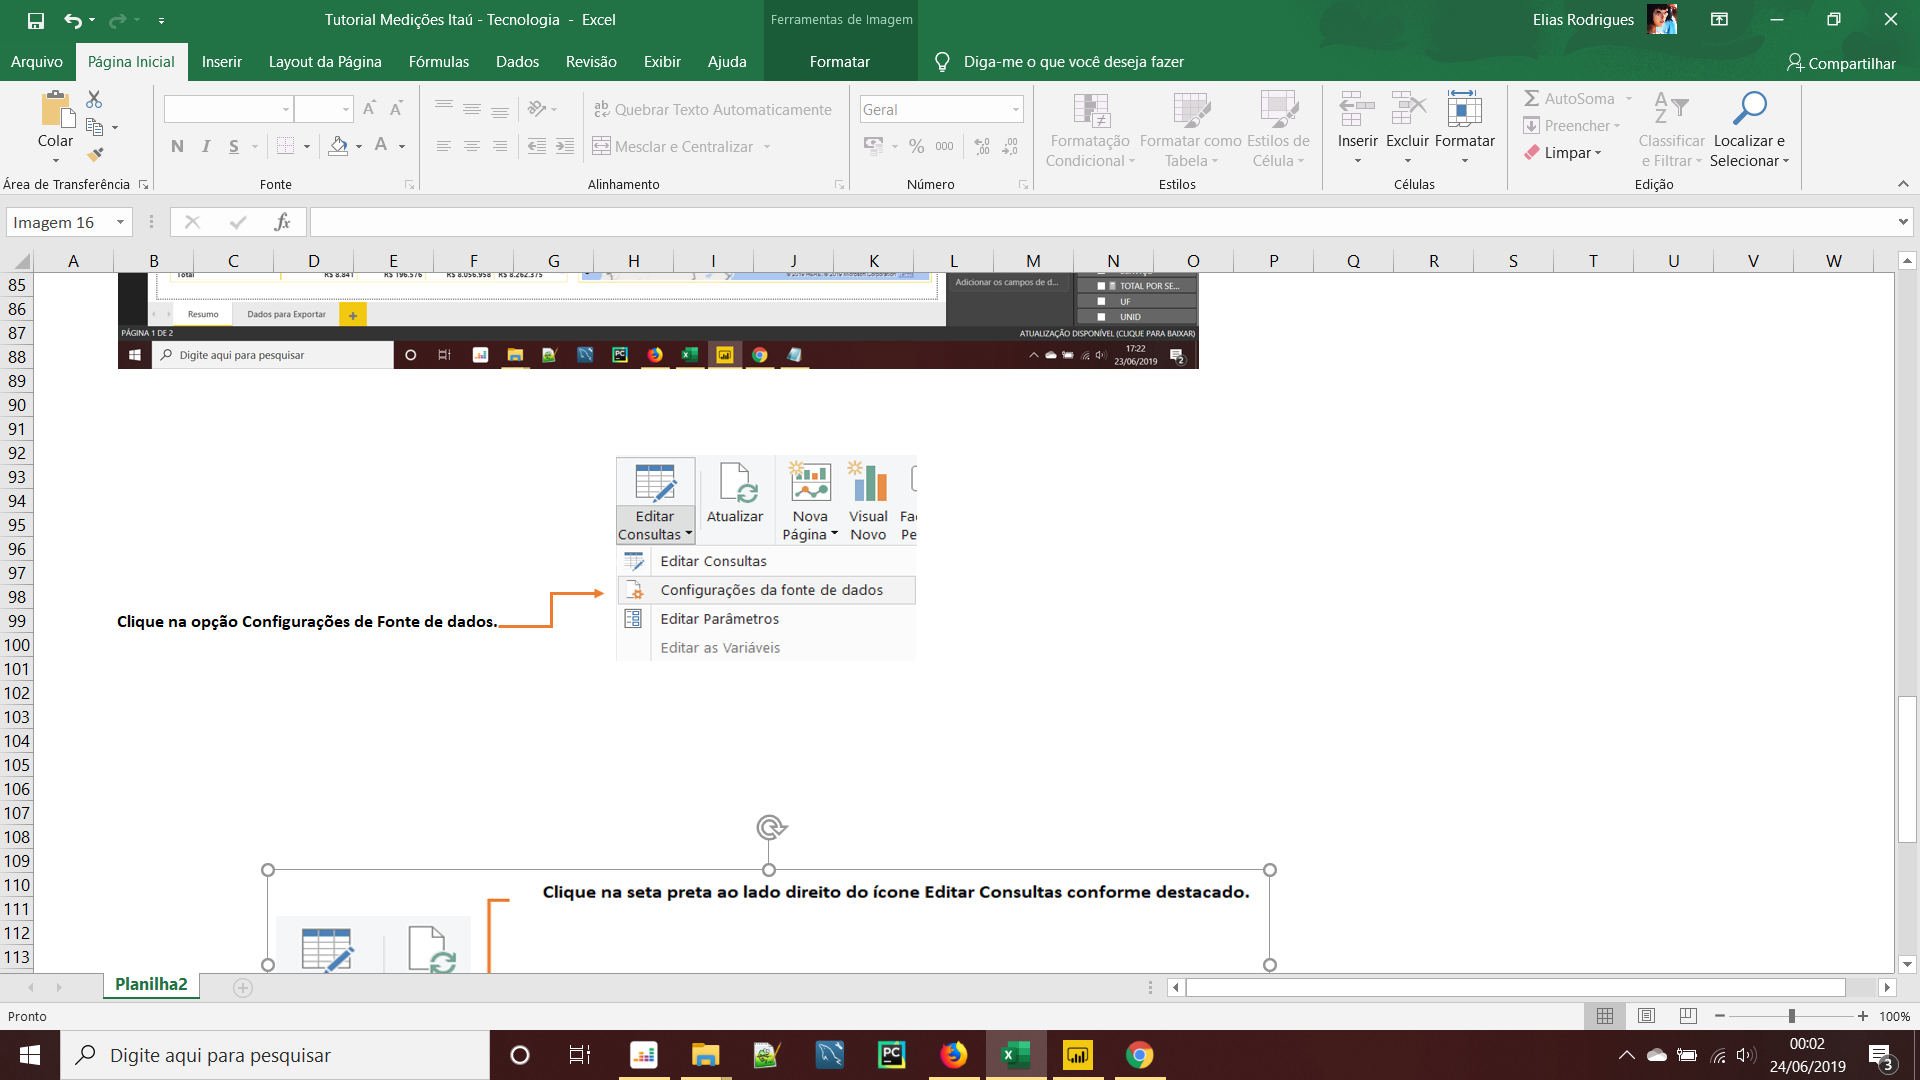 Tutorial Medições Itaú - Tecnologia - Excel
Ferramentas de Imagem
Elias Rodrigues
Arquivo
Página Inicial
Inserir
Layout da Página
Fórmulas
Dados
Revisão
Exibir
Ajuda
Formatar
Diga-me o que você deseja fazer
Compartilhar
Colar
Área de Transferência
N I S
A
Fonte
Quebrar Texto Automaticamente
Mesclar e Centralizar
Alinhamento
Geral
% 000
Número
Formatação Condicional
Formatar como Tabela
Estilos de Célula
Estilos
Inserir
Excluir
Formatar
Células
AutoSoma
Preencher
Limpar
Classificar e Filtrar
Localizar e Selecionar
Edição
Imagem 16
fx
A B C D E F G H I J K L M N O P Q R S T U V W
85
86
87
88
89
90
91
92
93
94
95
96
97
98
99
100
101
102
103
104
105
106
107
108
109
110
111
112
113
Total R$ 8.841 R$ 196.576 R$ 8.056.958 R$ 8.262.375
Adicionar os campos de d...
TOTAL POR SE...
UF
UNID
Resumo
Dados para Exportar
PÁGINA 1 DE 2
ATUALIZAÇÃO DISPONÍVEL (CLIQUE PARA BAIXAR)
Digite aqui para pesquisar
17:22
23/06/2019
2
Editar Consultas
Atualizar
Nova Página
Visual Novo
Fa
Pe
Editar Consultas
Configurações da fonte de dados
Editar Parâmetros
Editar as Variáveis
Clique na opção Configurações de Fonte de dados.
Clique na seta preta ao lado direito do ícone Editar Consultas conforme destacado.
Planilha2
Pronto
100%
Digite aqui para pesquisar
00:02
24/06/2019
3